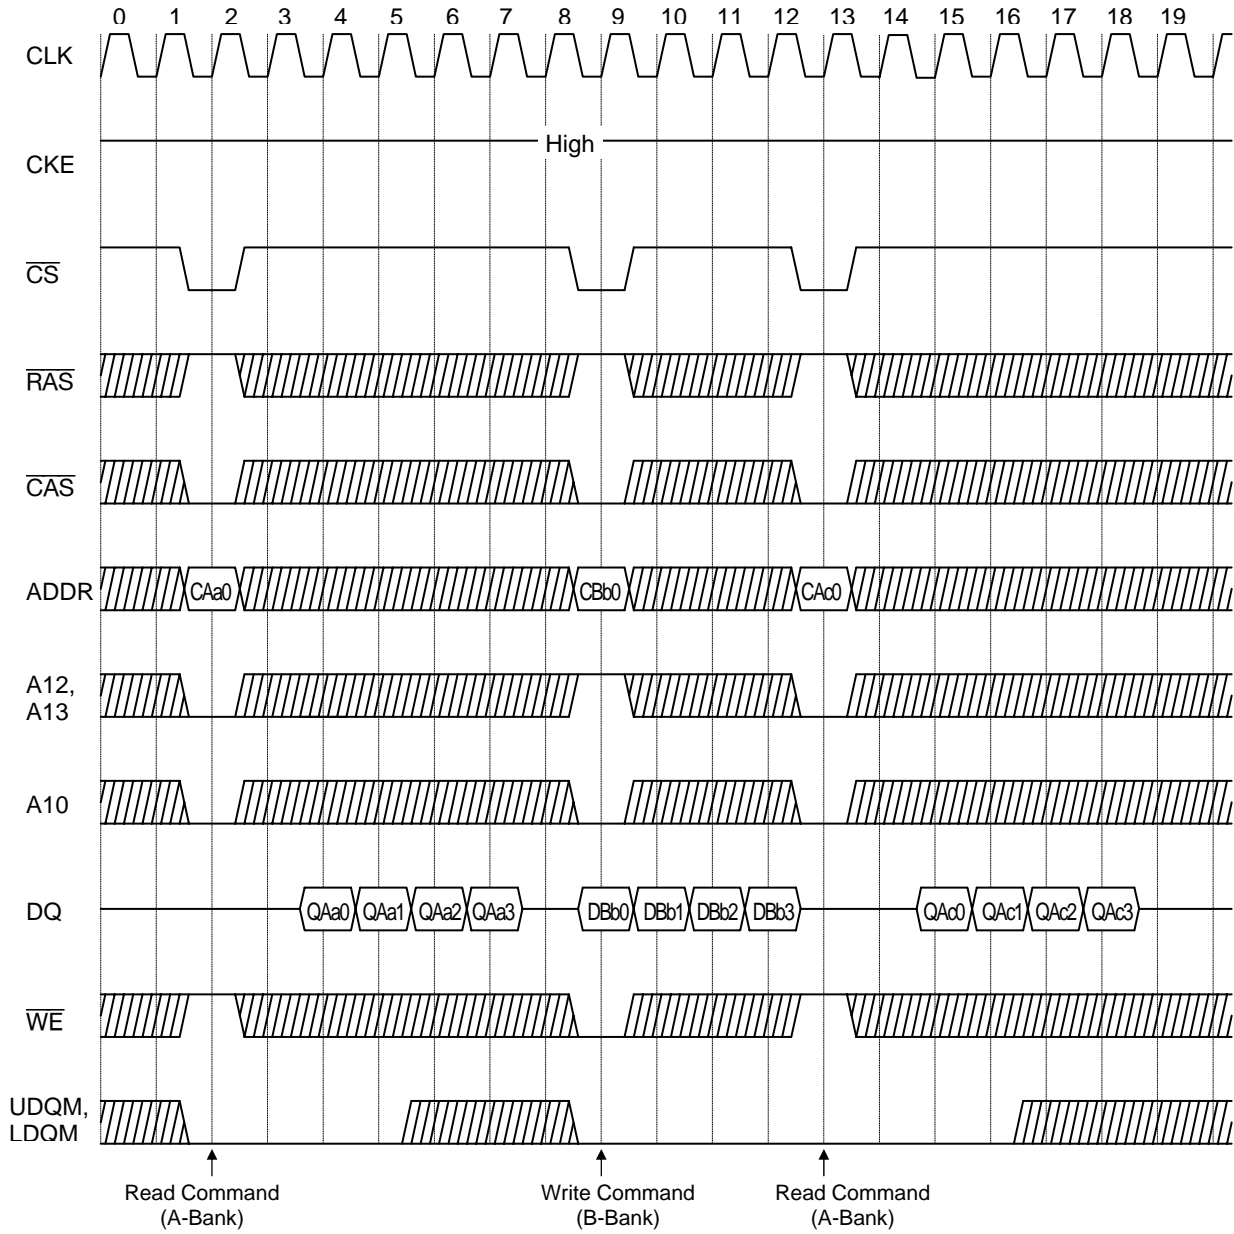 0 1 2 3 4 5 6 7 8 9 10 11 12 13 14 15 16 17 18 19
CLK
High
CKE
CS
RAS
CAS
ADDR CAa0 CBb0 CAc0
A12,
A13
A10
DQ QAa0 QAa1 QAa2 QAa3 DBb0 DBb1 DBb2 DBb3 QAc0 QAc1 QAc2 QAc3
WE
UDQM,
LDQM
Read Command Write Command Read Command
(A-Bank) (B-Bank) (A-Bank)